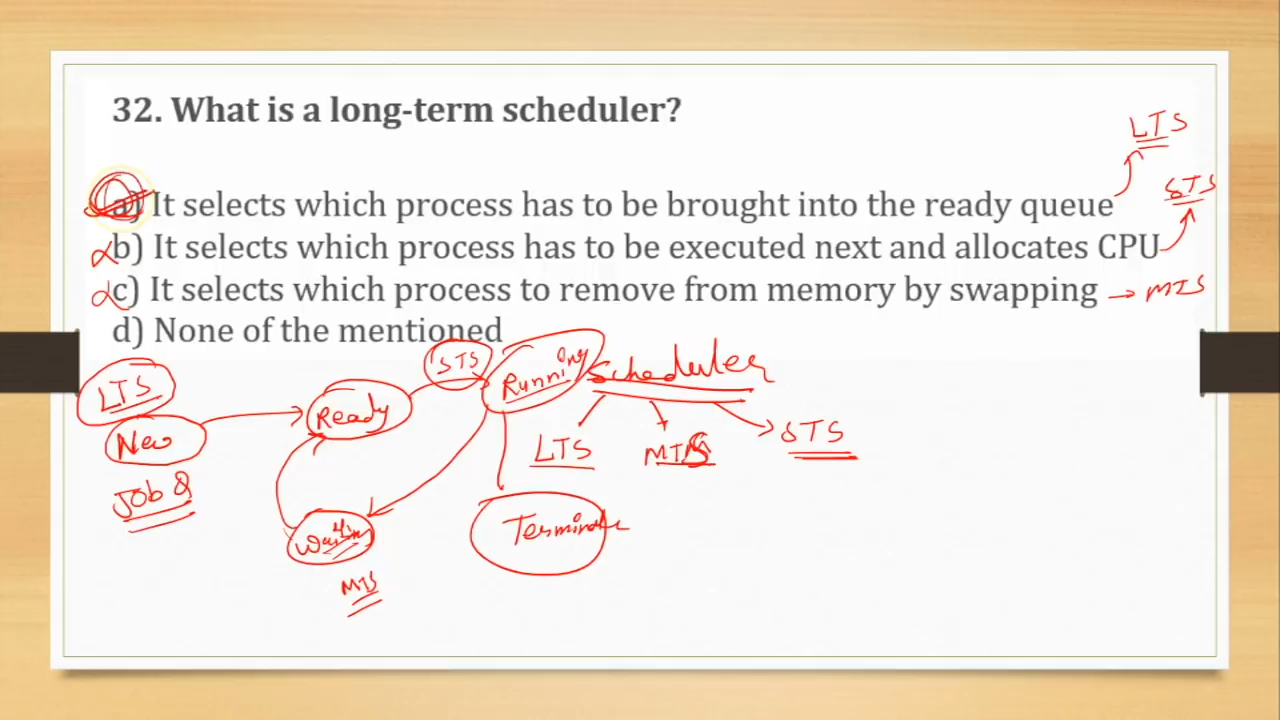 32. What is a long-term scheduler?
LTS
a) It selects which process has to be brought into the ready queue
STS
b) It selects which process has to be executed next and allocates CPU
c) It selects which process to remove from memory by swapping → MTS
d) None of the mentioned
LTS
STS
Running
Scheduler
New
Ready
LTS
MTS
STS
Job Q
Waiting
Terminate
MTS